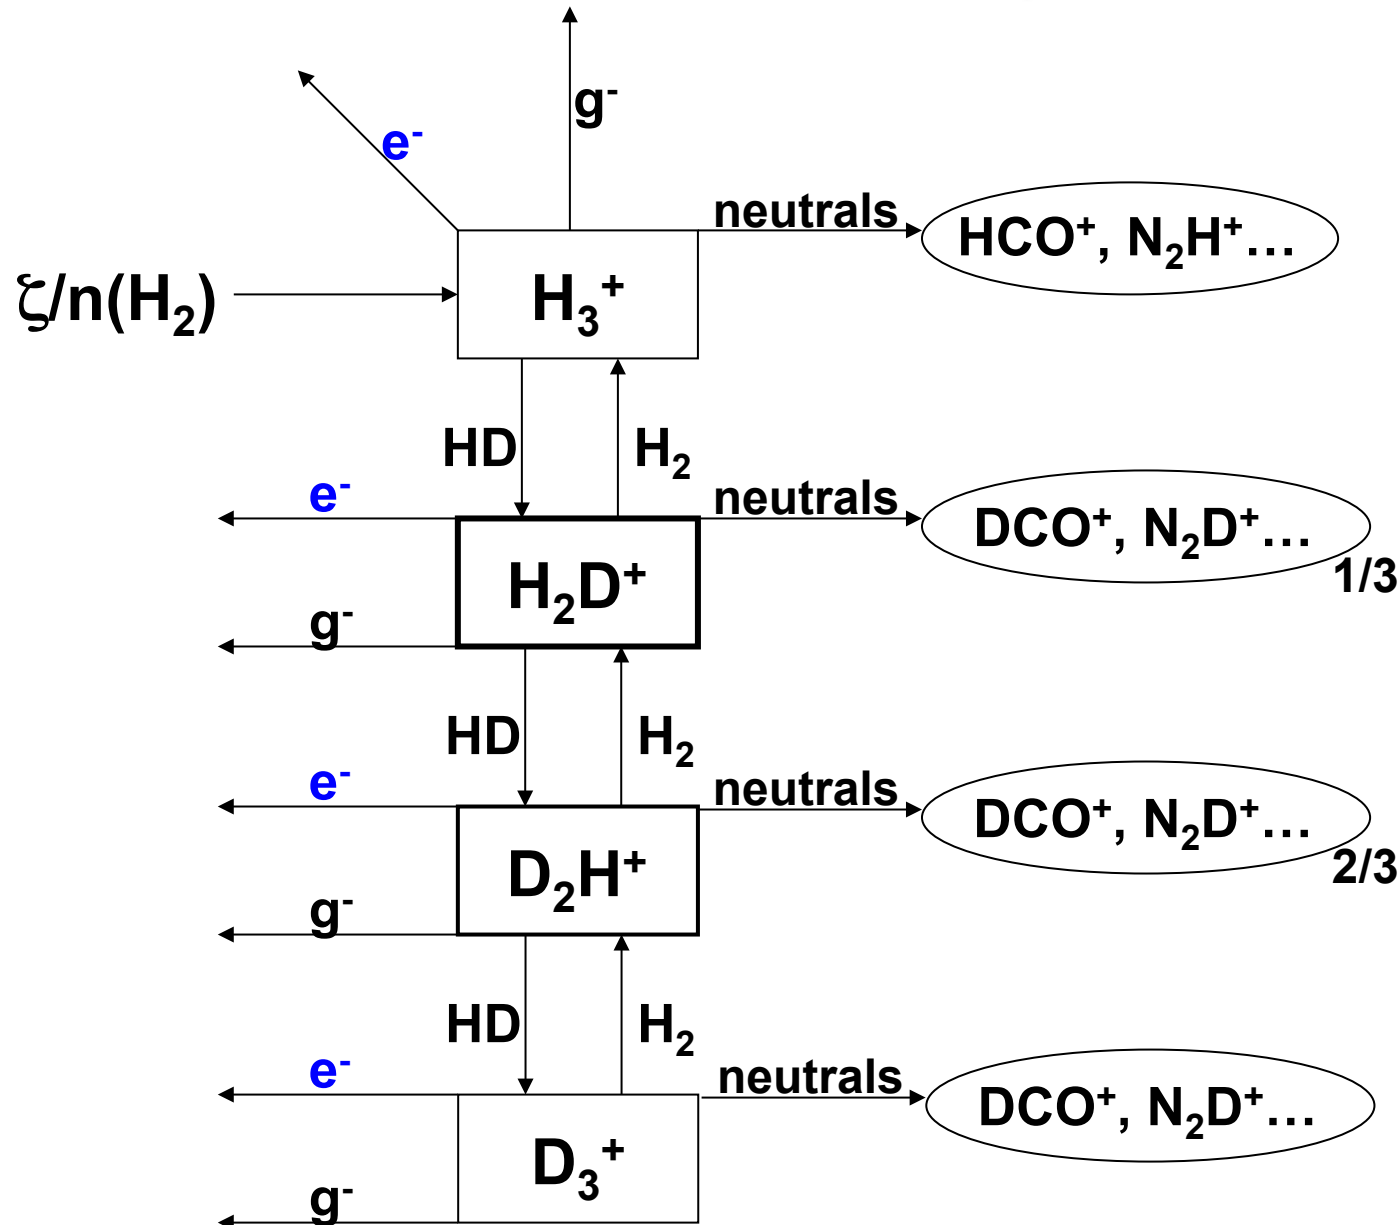 g⁻
e⁻
neutrals
HCO⁺, N₂H⁺...
ζ/n(H₂)
H₃⁺
HD
H₂
e⁻
neutrals
DCO⁺, N₂D⁺...
1/3
H₂D⁺
g⁻
HD
H₂
e⁻
neutrals
DCO⁺, N₂D⁺...
2/3
D₂H⁺
g⁻
HD
H₂
e⁻
neutrals
DCO⁺, N₂D⁺...
D₃⁺
g⁻